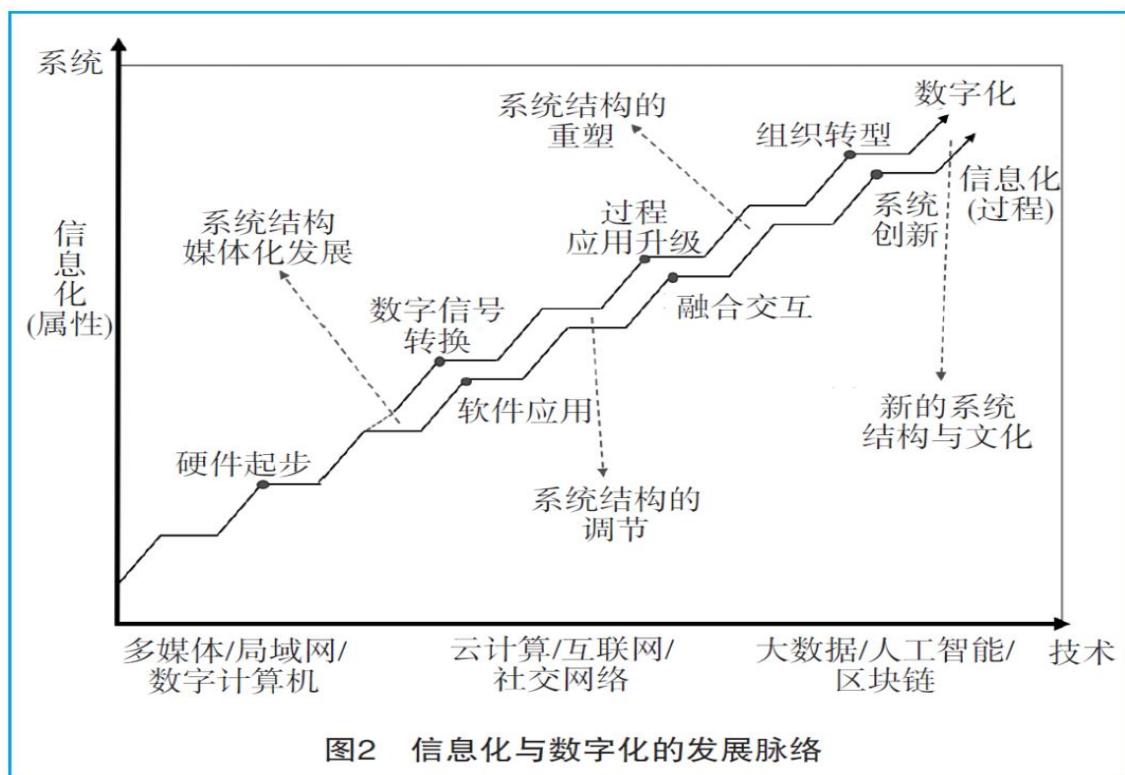 系统
数字化
系统结构的
重塑
组织转型
信息化
(过程)
系统
创新
过程
应用升级
系统结构
媒体化发展
信
息
化
(属性)
融合交互
数字信号
转换
软件应用
新的系统
结构与文化
硬件起步
系统结构的
调节
多媒体/局域网/
数字计算机
云计算/互联网/
社交网络
大数据/人工智能/
区块链
技术
图2 信息化与数字化的发展脉络